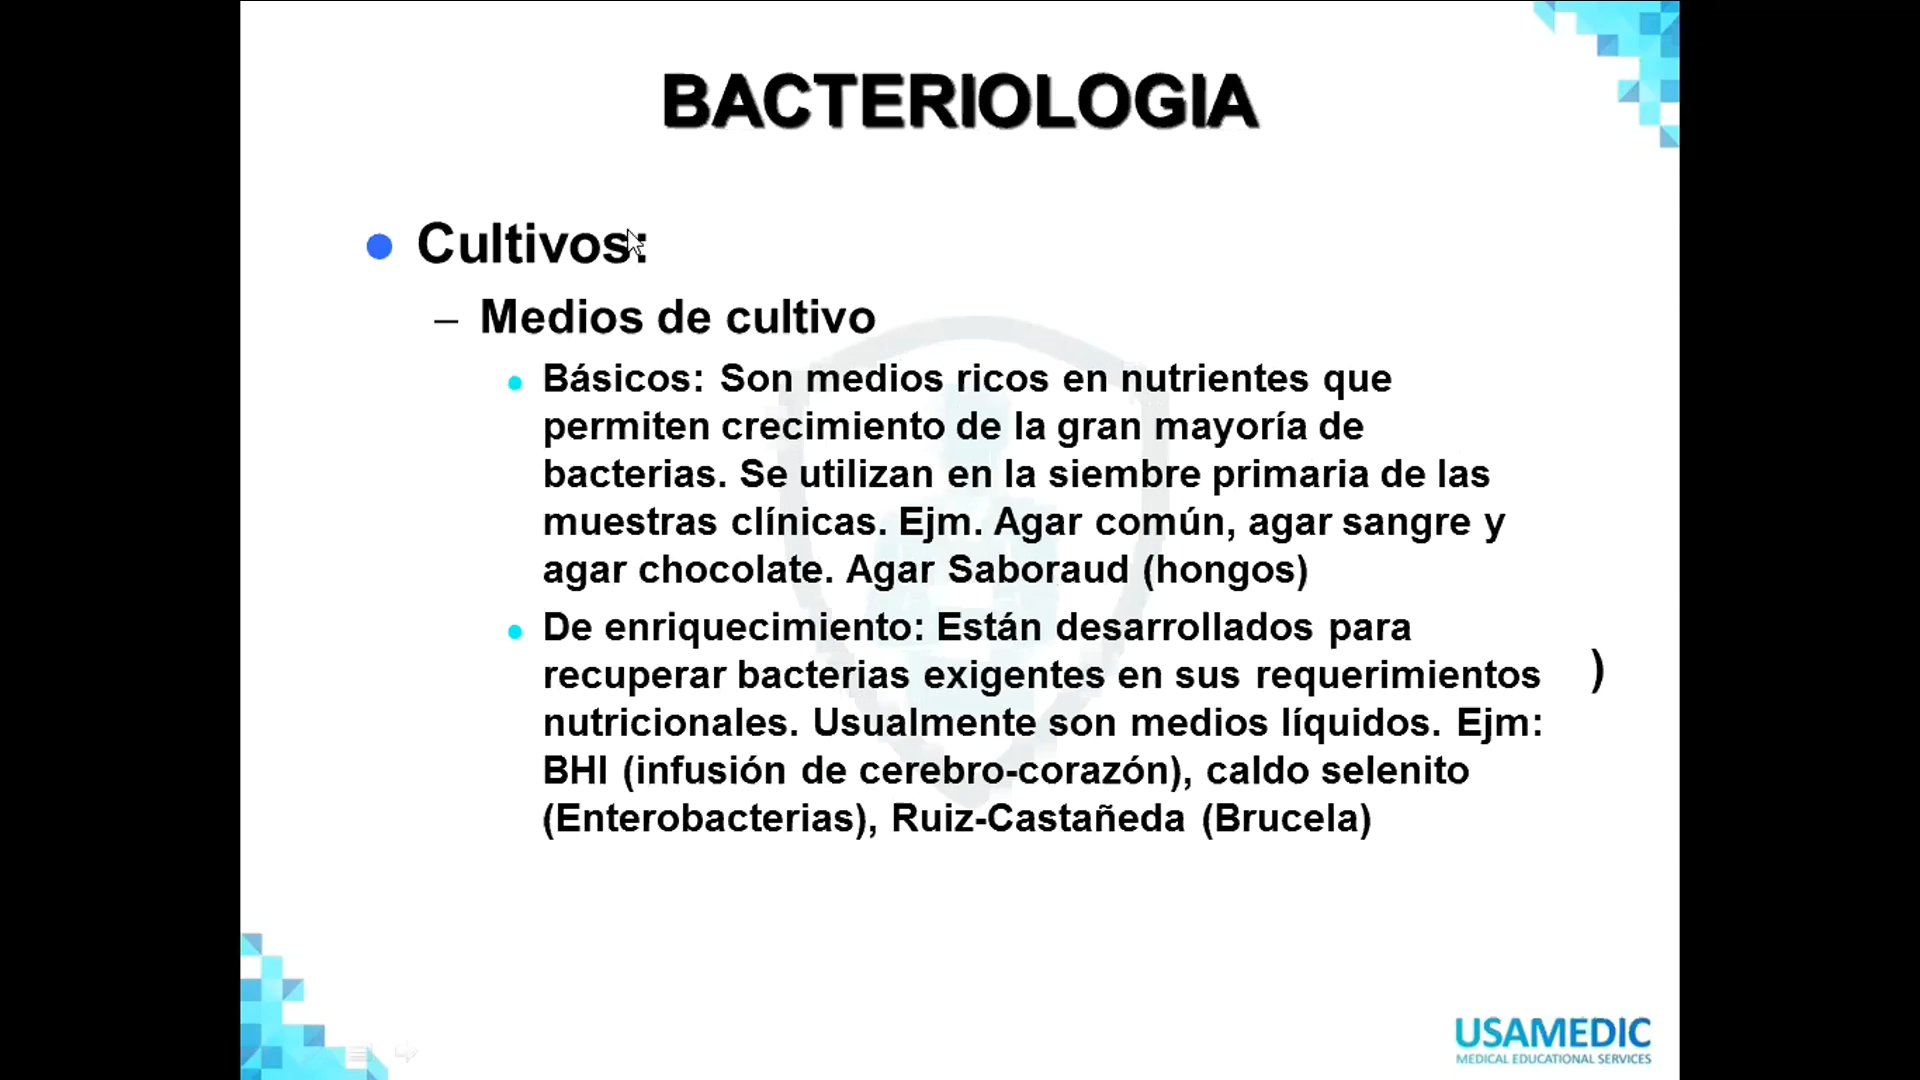 BACTERIOLOGIA
Cultivos:
– Medios de cultivo
Básicos: Son medios ricos en nutrientes que
permiten crecimiento de la gran mayoría de
bacterias. Se utilizan en la siembre primaria de las
muestras clínicas. Ejm. Agar común, agar sangre y
agar chocolate. Agar Saboraud (hongos)
De enriquecimiento: Están desarrollados para
recuperar bacterias exigentes en sus requerimientos )
nutricionales. Usualmente son medios líquidos. Ejm:
BHI (infusión de cerebro-corazón), caldo selenito
(Enterobacterias), Ruiz-Castañeda (Brucela)
USAMEDIC
MEDICAL EDUCATIONAL SERVICES